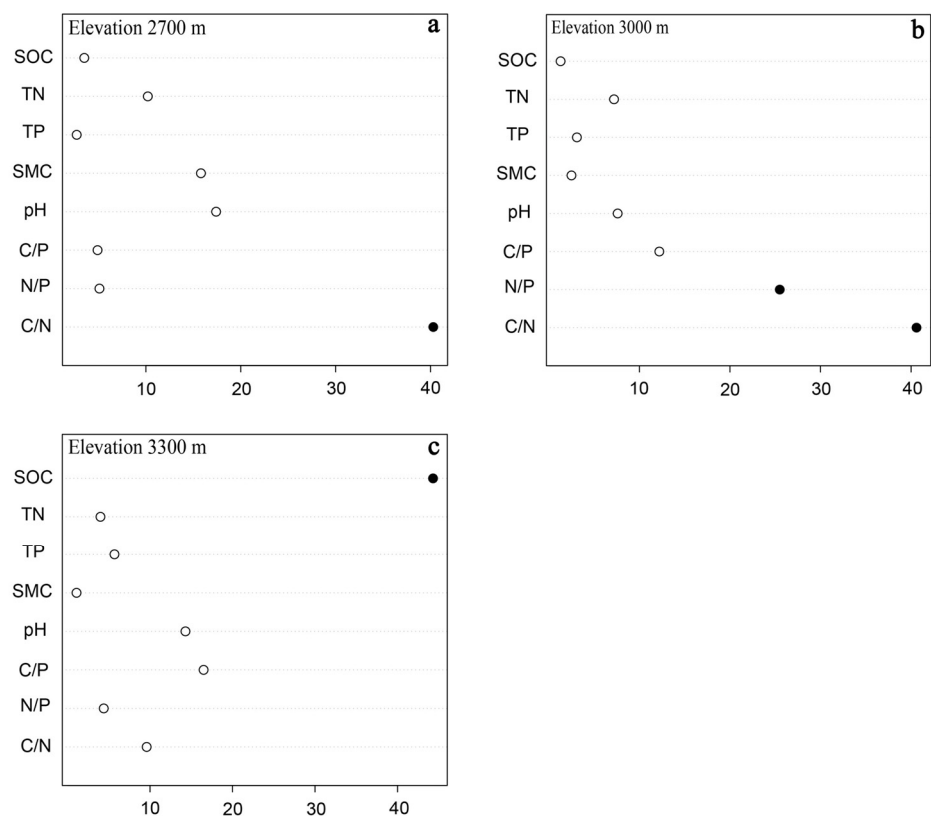 Elevation 2700 m a
SOC
TN
TP
SMC
pH
C/P
N/P
C/N
10 20 30 40
Elevation 3000 m b
SOC
TN
TP
SMC
pH
C/P
N/P
C/N
10 20 30 40
Elevation 3300 m c
SOC
TN
TP
SMC
pH
C/P
N/P
C/N
10 20 30 40